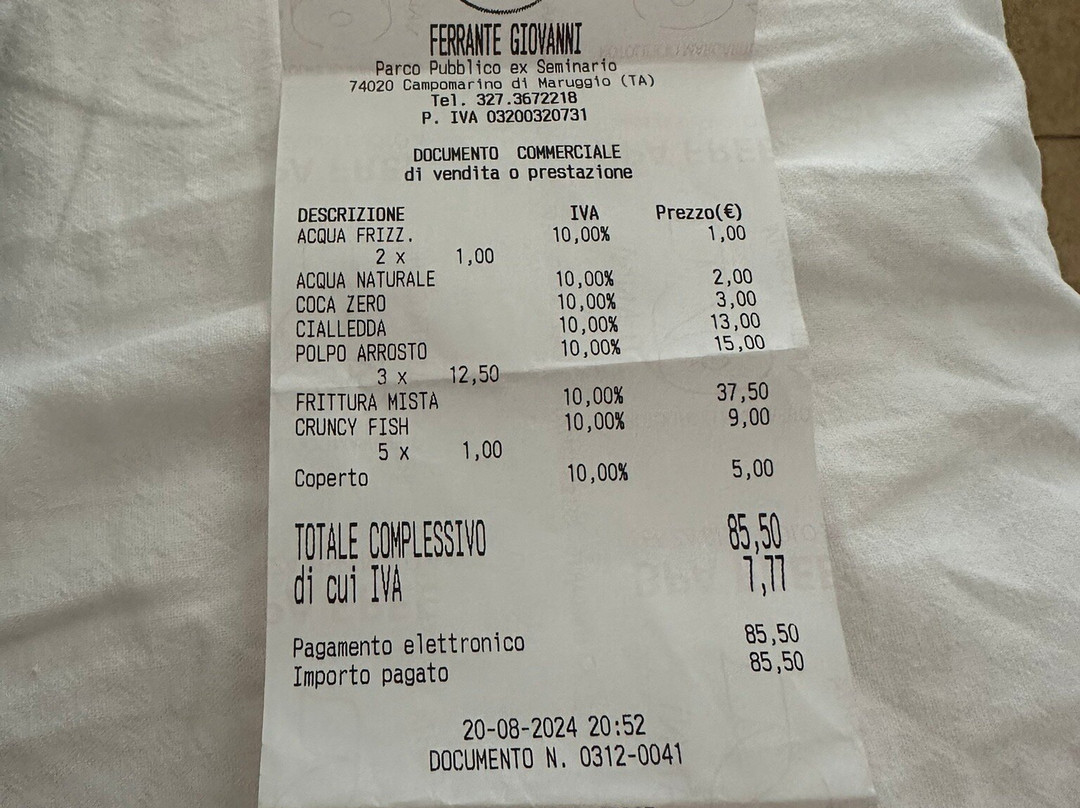 FERRANTE GIOVANNI
Parco Pubblico ex Seminario
74020 Campomarino di Maruggio (TA)
Tel. 327.3672218
P. IVA 03200320731
DOCUMENTO COMMERCIALE
di vendita o prestazione
DESCRIZIONE IVA Prezzo(€)
ACQUA FRIZZ. 10,00% 1,00
2 x 1,00
ACQUA NATURALE 10,00% 2,00
COCA ZERO 10,00% 3,00
CIALLEDDA 10,00% 13,00
POLPO ARROSTO 10,00% 15,00
3 x 12,50
FRITTURA MISTA 10,00% 37,50
CRUNCY FISH 10,00% 9,00
5 x 1,00
Coperto 10,00% 5,00
TOTALE COMPLESSIVO 85,50
di cui IVA 7,77
Pagamento elettronico 85,50
Importo pagato 85,50
20-08-2024 20:52
DOCUMENTO N. 0312-0041